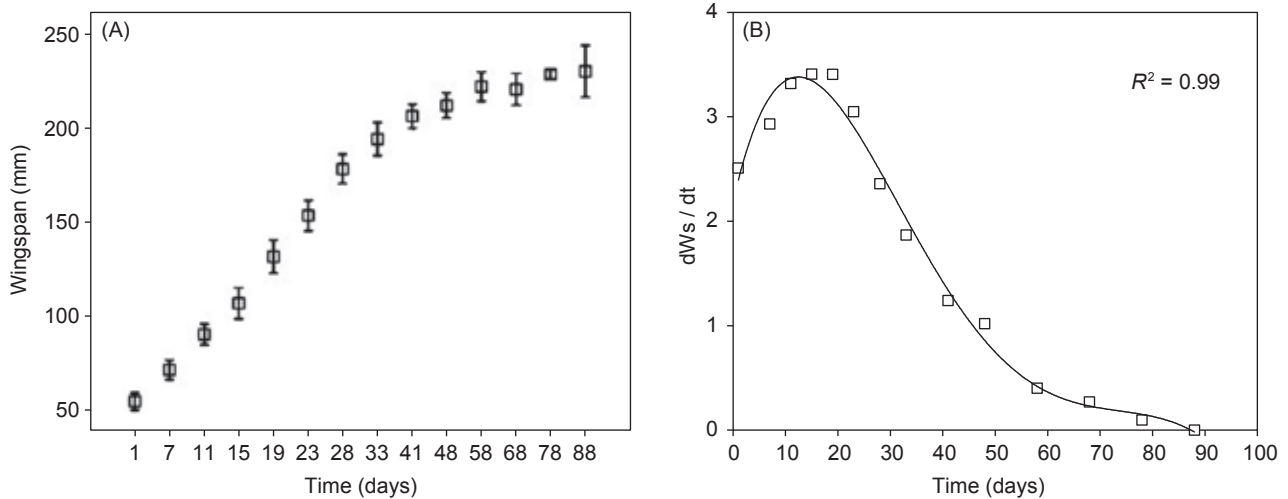 (A)
250
200
150
100
50
Wingspan (mm)
1 7 11 15 19 23 28 33 41 48 58 68 78 88
Time (days)
(B)
R² = 0.99
4
3
2
1
0
dWs / dt
0 10 20 30 40 50 60 70 80 90 100
Time (days)